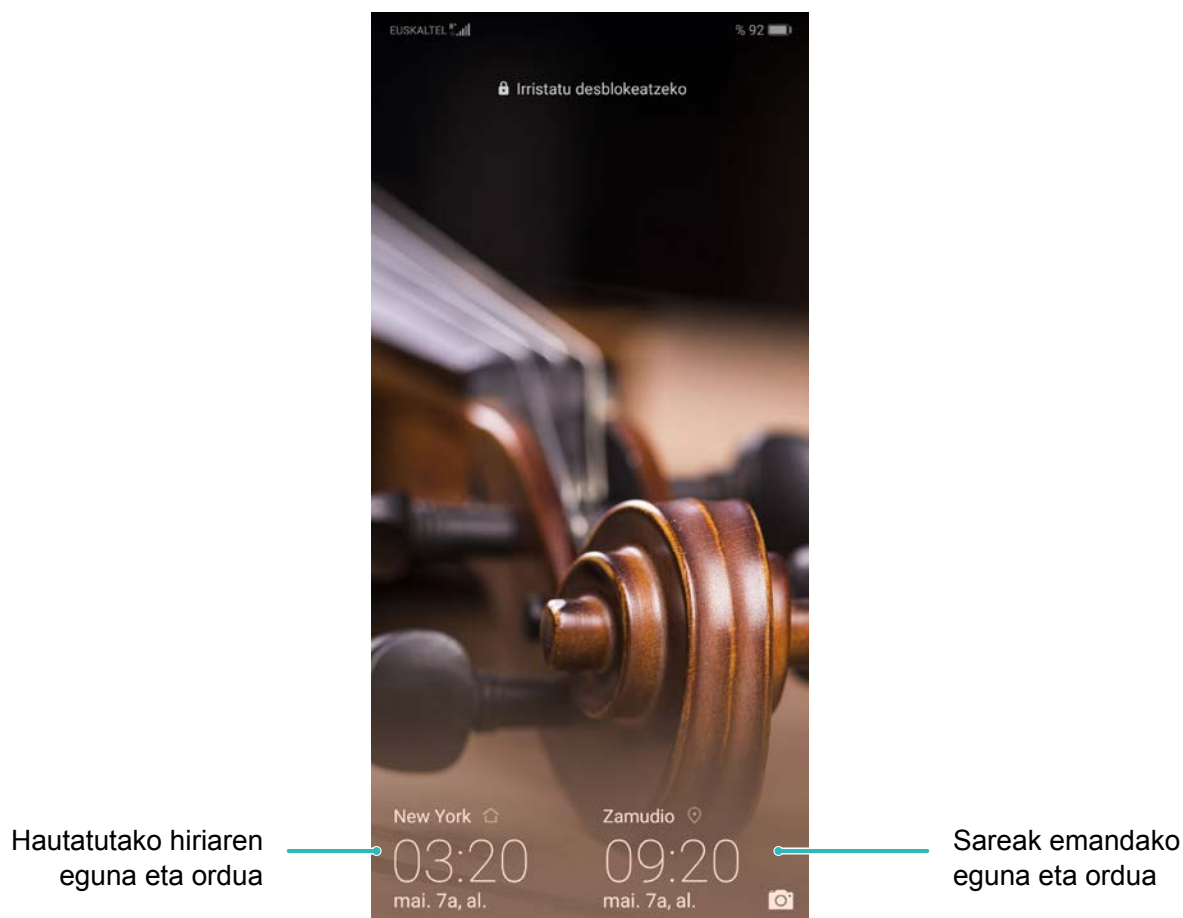 EUSKALTEL R
% 92
Irristatu desblokeatzeko
New York
Zamudio
Hautatutako hiriaren
eguna eta ordua
03:20
09:20
Sareak emandako
eguna eta ordua
mai. 7a, al.
mai. 7a, al.